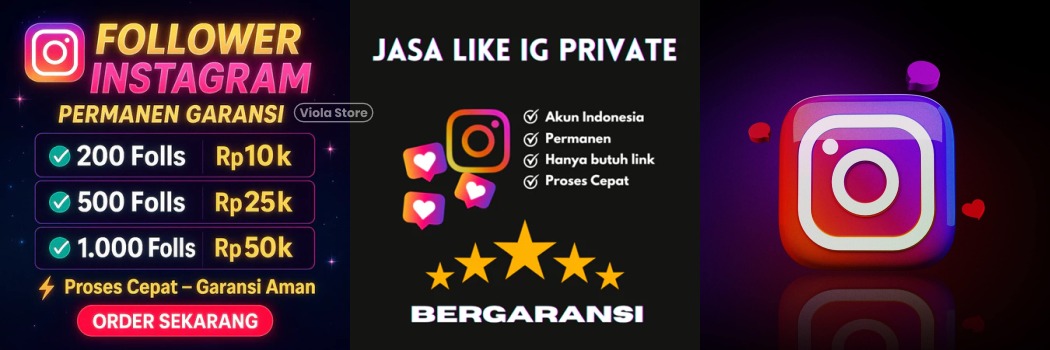 FOLLOWER
INSTAGRAM
PERMANEN GARANSI
Viola Store
200 Folls Rp10k
500 Folls Rp25k
1.000 Folls Rp50k
Proses Cepat – Garansi Aman
ORDER SEKARANG
JASA LIKE IG PRIVATE
Akun Indonesia
Permanen
Hanya butuh link
Proses Cepat
BERGARANSI